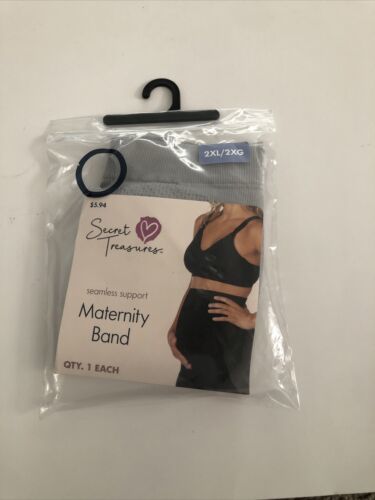 2XL/2XG
$5.94
Secret
Treasures
seamless support
Maternity
Band
QTY. 1 EACH